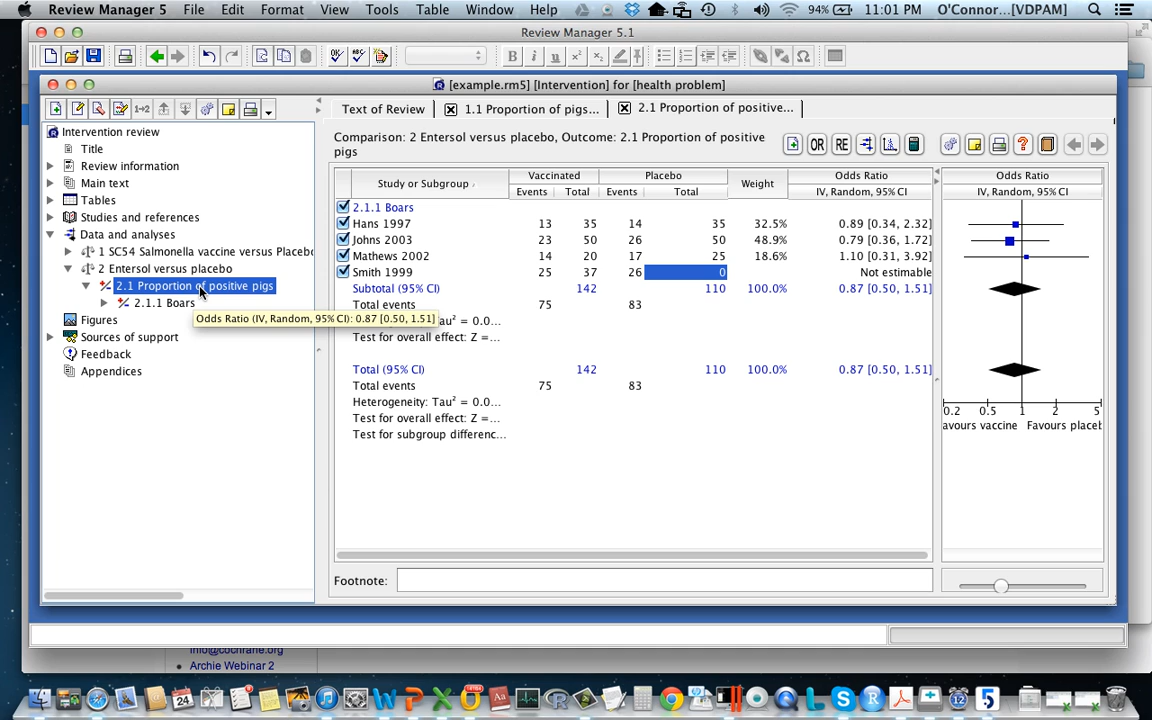 Review Manager 5 File Edit Format View Tools Table Window Help 94% 11:01 PM O'Connor...[VDPAM]
Review Manager 5.1
B I U
[example.rm5] [Intervention] for [health problem]
Text of Review 1.1 Proportion of pigs... 2.1 Proportion of positive...
Intervention review
Title
Review information
Main text
Tables
Studies and references
Data and analyses
1 SC54 Salmonella vaccine versus Placebo
2 Entersol versus placebo
2.1 Proportion of positive pigs
2.1.1 Boars
Odds Ratio (IV, Random, 95% CI): 0.87 [0.50, 1.51]
Figures
Sources of support
Feedback
Appendices
Comparison: 2 Entersol versus placebo, Outcome: 2.1 Proportion of positive
pigs
OR RE
Vaccinated Placebo Odds Ratio Odds Ratio
Study or Subgroup Events Total Events Total Weight IV, Random, 95% CI IV, Random, 95% CI
2.1.1 Boars
Hans 1997 13 35 14 35 32.5% 0.89 [0.34, 2.32]
Johns 2003 23 50 26 50 48.9% 0.79 [0.36, 1.72]
Mathews 2002 14 20 17 25 18.6% 1.10 [0.31, 3.92]
Smith 1999 25 37 26 0 Not estimable
Subtotal (95% CI) 142 110 100.0% 0.87 [0.50, 1.51]
Total events 75 83
au² = 0.0...
Test for overall effect: Z =...
Total (95% CI) 142 110 100.0% 0.87 [0.50, 1.51]
Total events 75 83
Heterogeneity: Tau² = 0.0...
Test for overall effect: Z =...
Test for subgroup differenc...
0.2 0.5 1 2 5
avours vaccine Favours placeb
Footnote:
info@cochrane.org
Archie Webinar 2